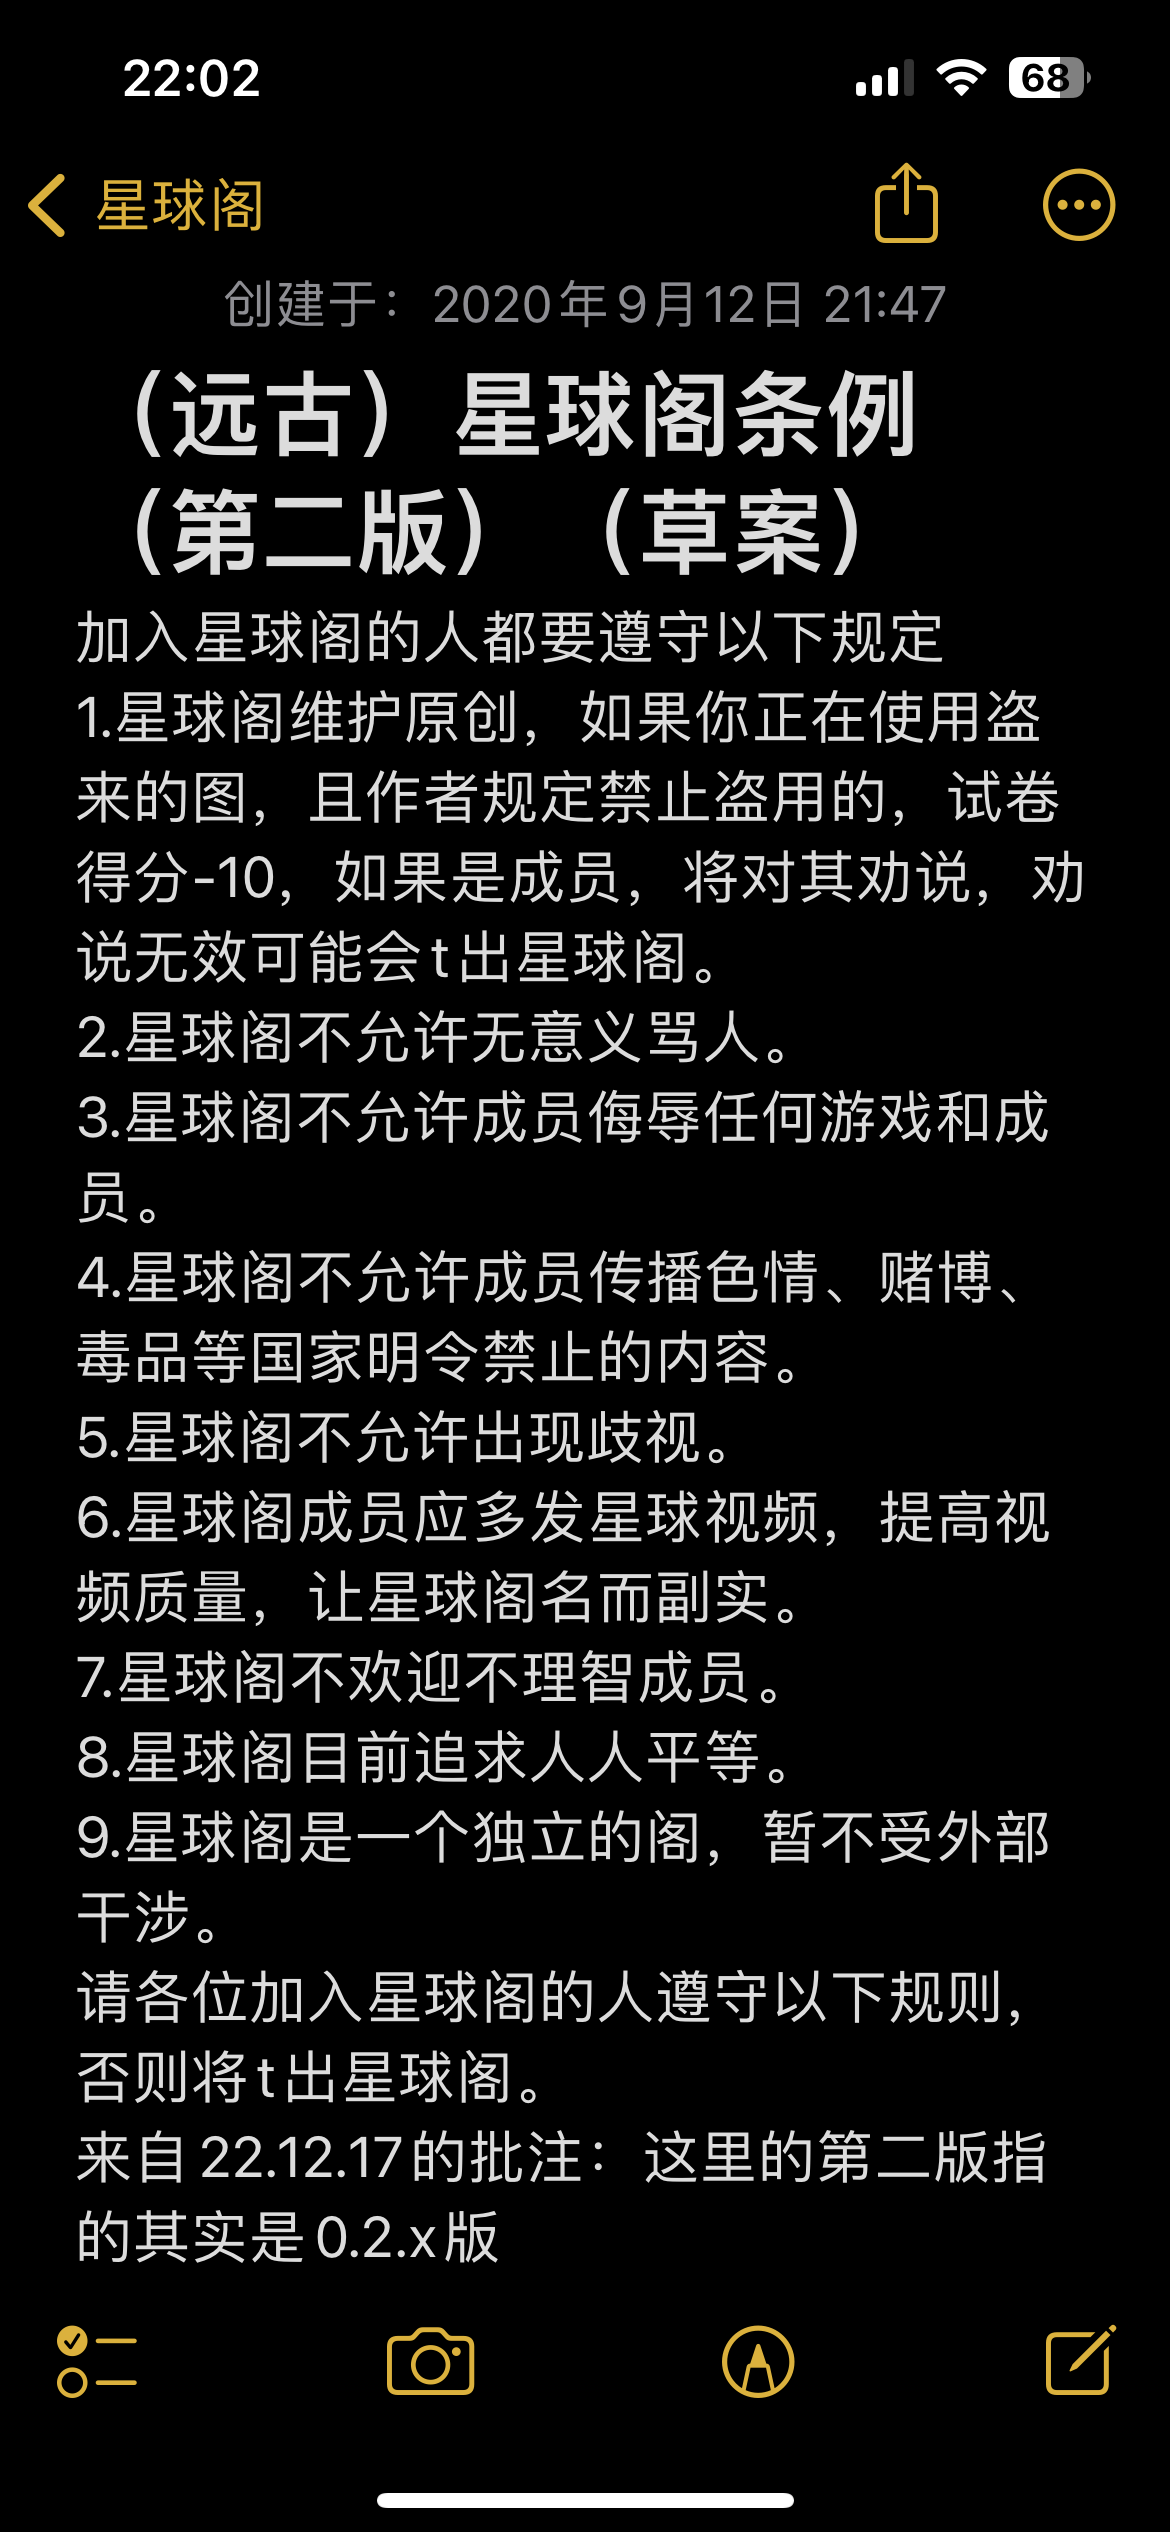 22:02
68
星球阁
创建于：2020年9月12日 21:47
（远古）星球阁条例
（第二版）（草案）
加入星球阁的人都要遵守以下规定
1.星球阁维护原创，如果你正在使用盗
来的图，且作者规定禁止盗用的，试卷
得分-10，如果是成员，将对其劝说，劝
说无效可能会t出星球阁。
2.星球阁不允许无意义骂人。
3.星球阁不允许成员侮辱任何游戏和成
员。
4.星球阁不允许成员传播色情、赌博、
毒品等国家明令禁止的内容。
5.星球阁不允许出现歧视。
6.星球阁成员应多发星球视频，提高视
频质量，让星球阁名而副实。
7.星球阁不欢迎不理智成员。
8.星球阁目前追求人人平等。
9.星球阁是一个独立的阁，暂不受外部
干涉。
请各位加入星球阁的人遵守以下规则，
否则将t出星球阁。
来自22.12.17的批注：这里的第二版指
的其实是0.2.x版